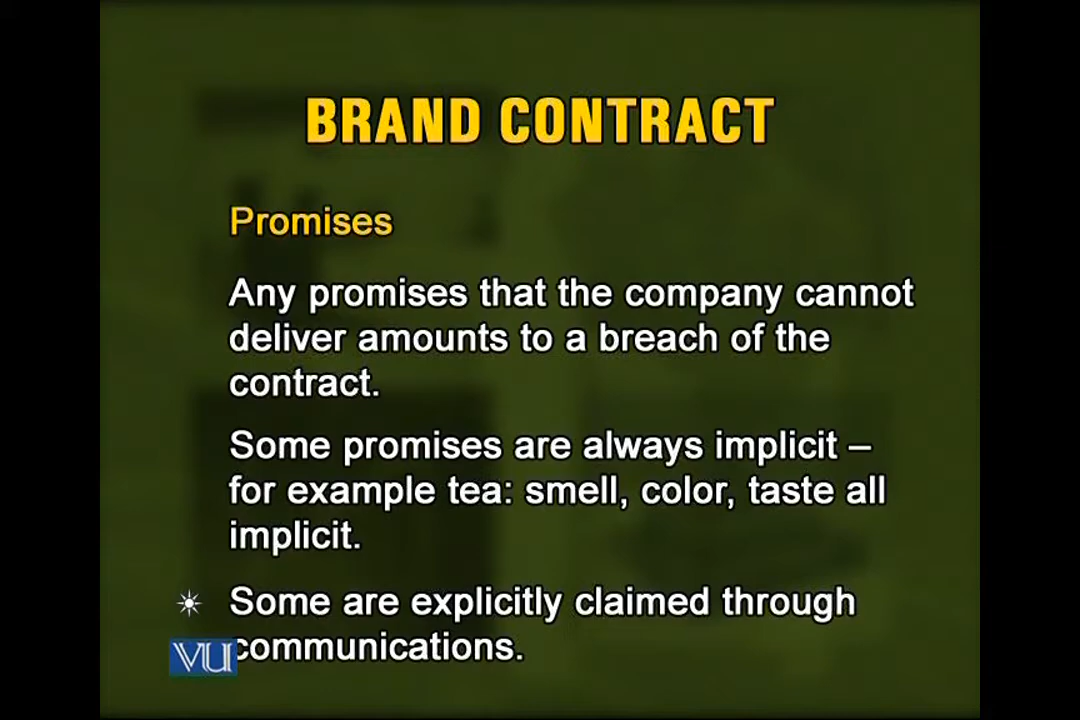 BRAND CONTRACT
Promises
Any promises that the company cannot
deliver amounts to a breach of the
contract.
Some promises are always implicit –
for example tea: smell, color, taste all
implicit.
Some are explicitly claimed through
communications.
VU